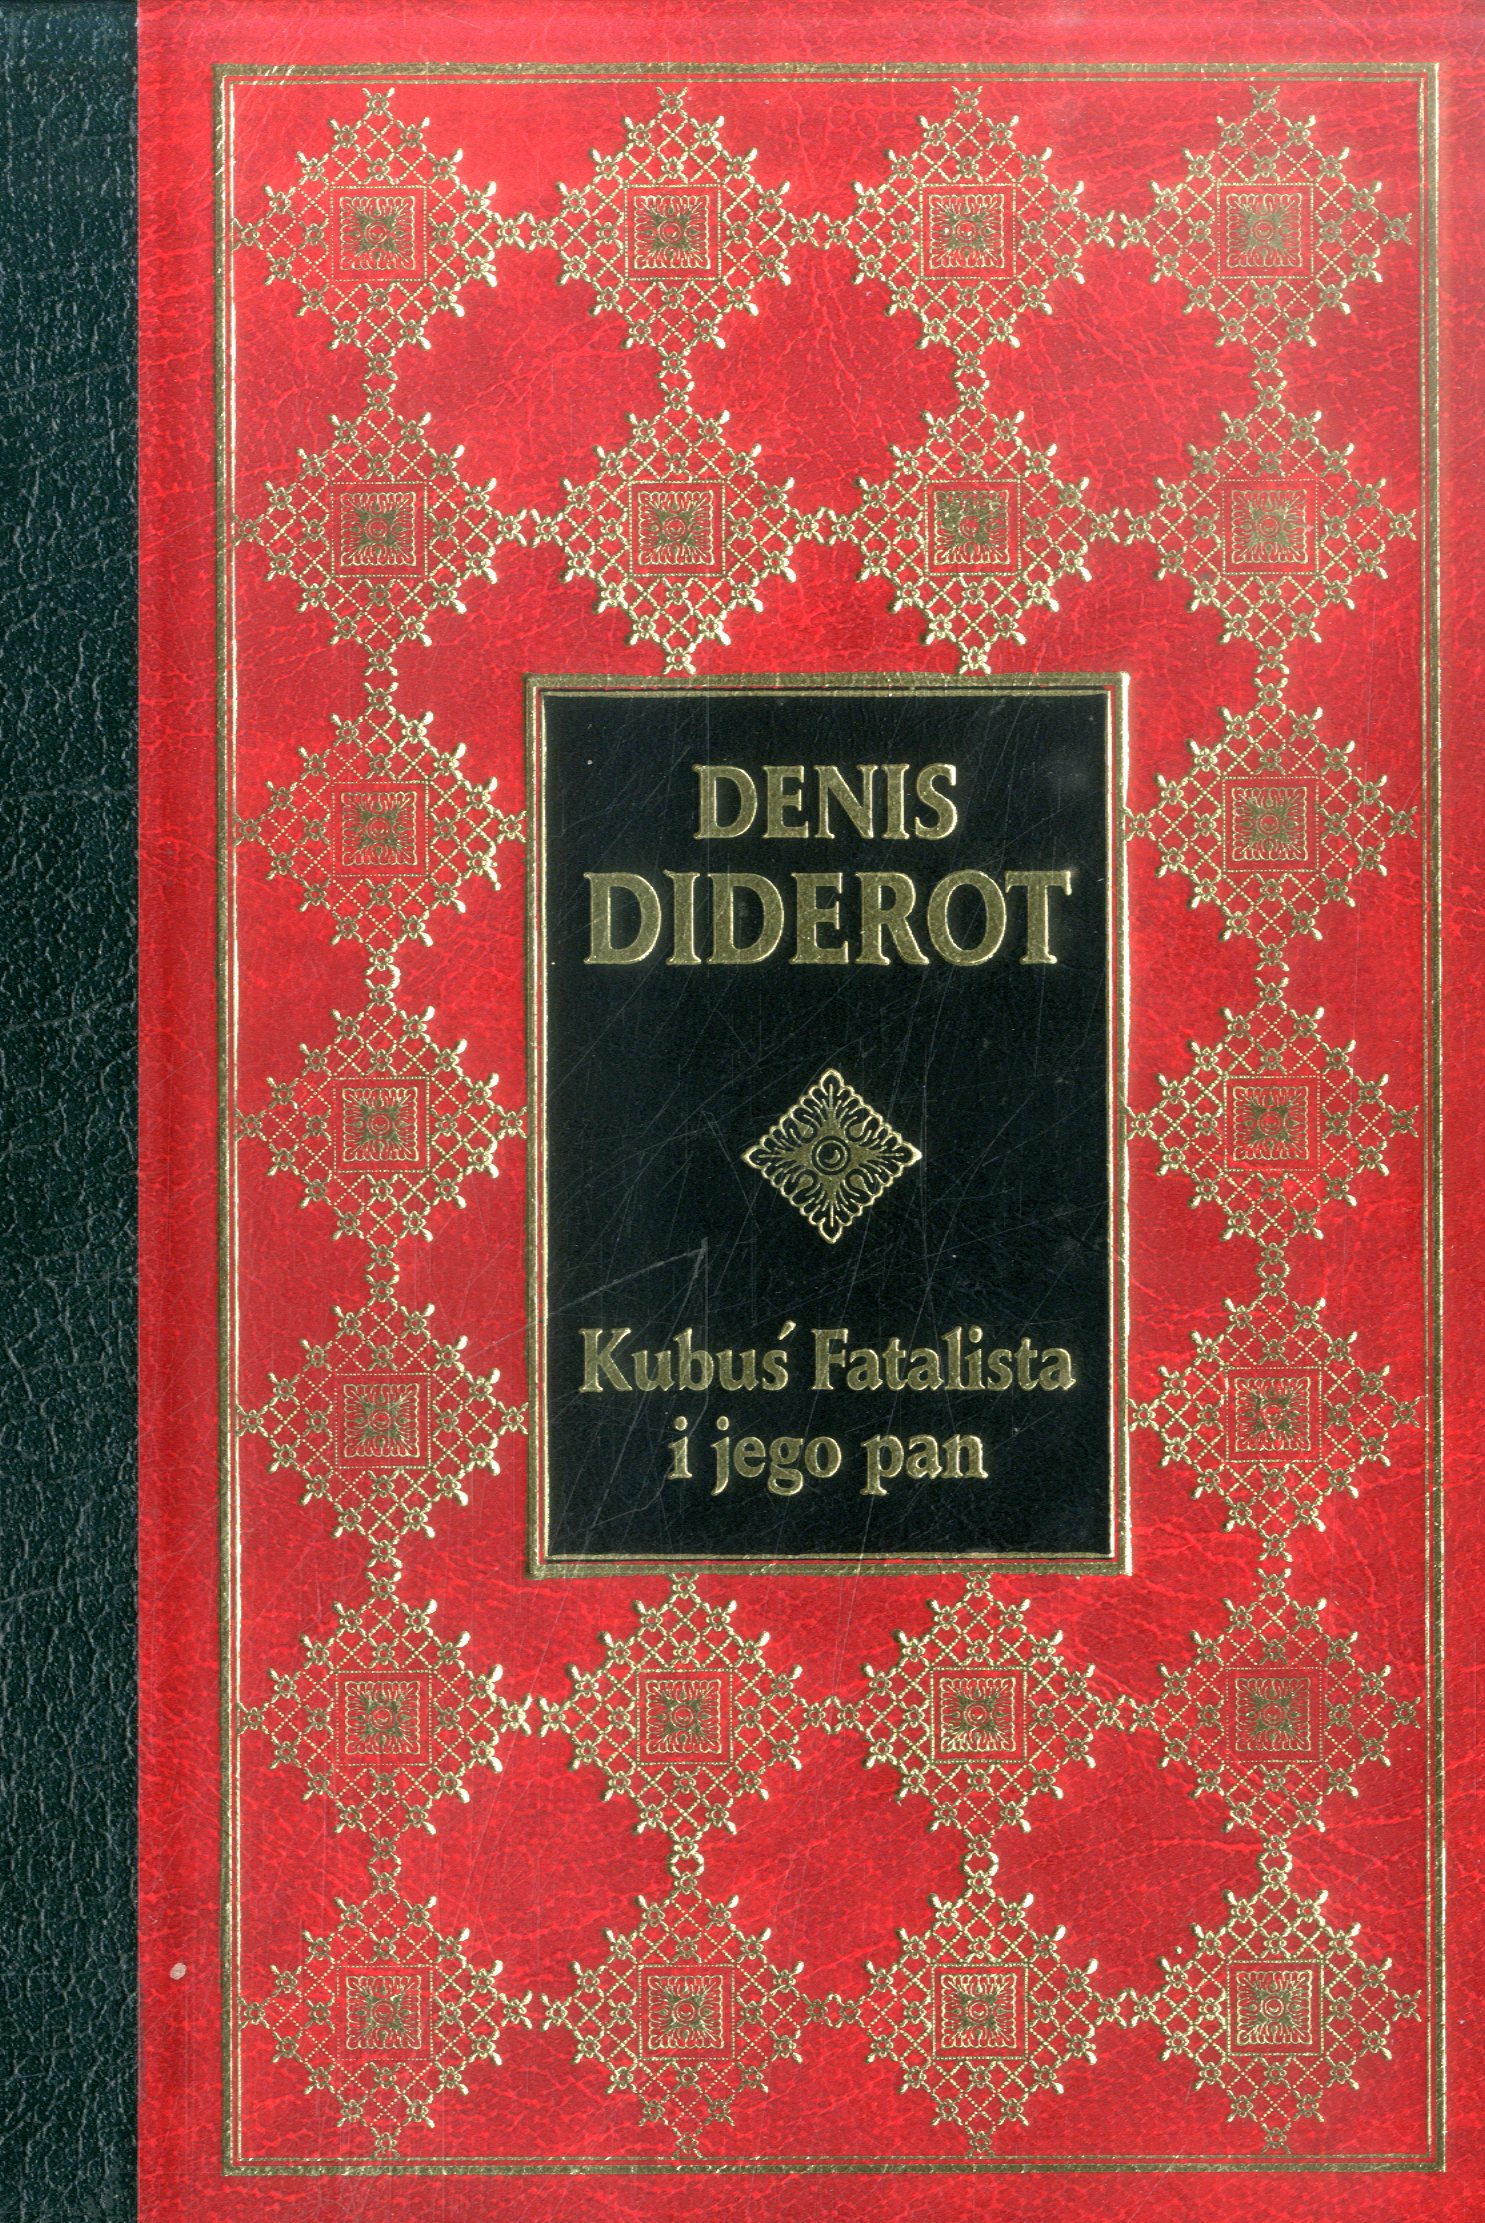 DENIS
DIDEROT
Kubuś Fatalista
i jego pan